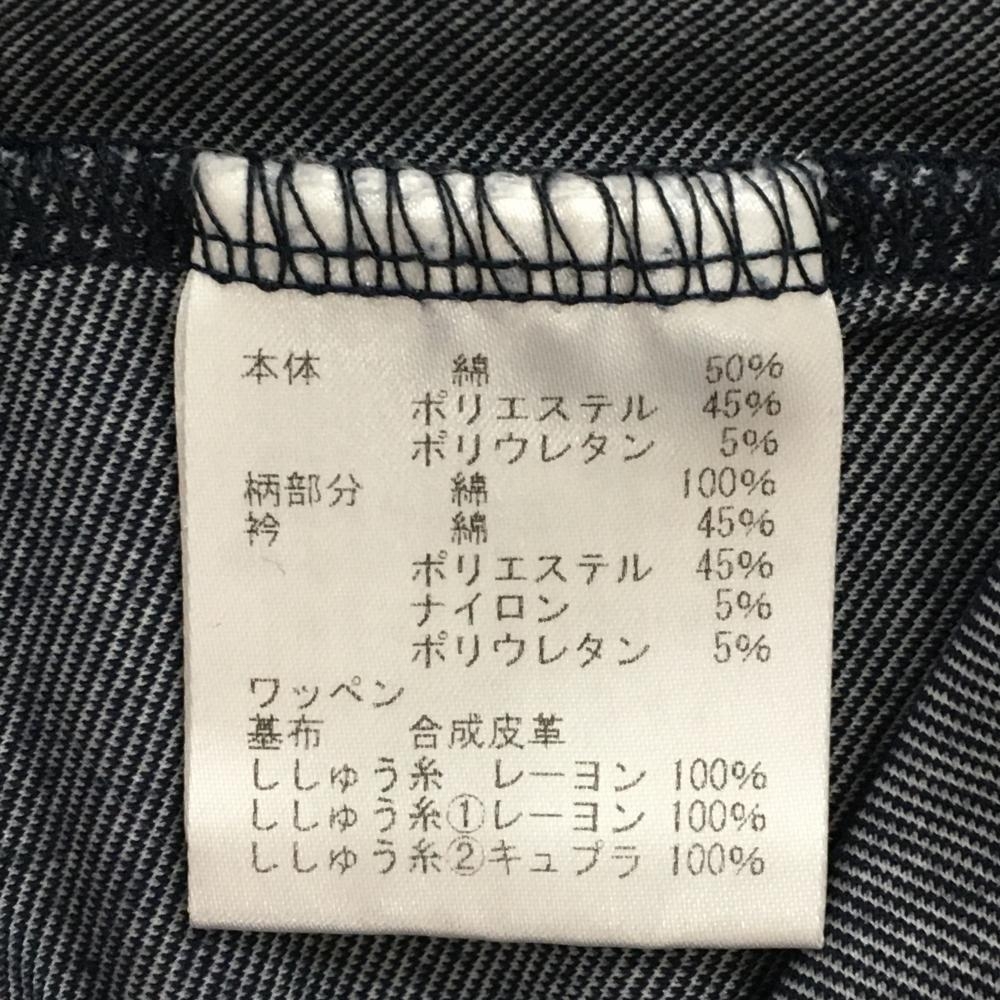 本体 綿 50%
ポリエステル 45%
ポリウレタン 5%
柄部分 綿 100%
衿 綿 45%
ポリエステル 45%
ナイロン 5%
ポリウレタン 5%
ワッペン
基布 合成皮革
ししゅう糸 レーヨン 100%
ししゅう糸①レーヨン 100%
ししゅう糸②キュプラ 100%